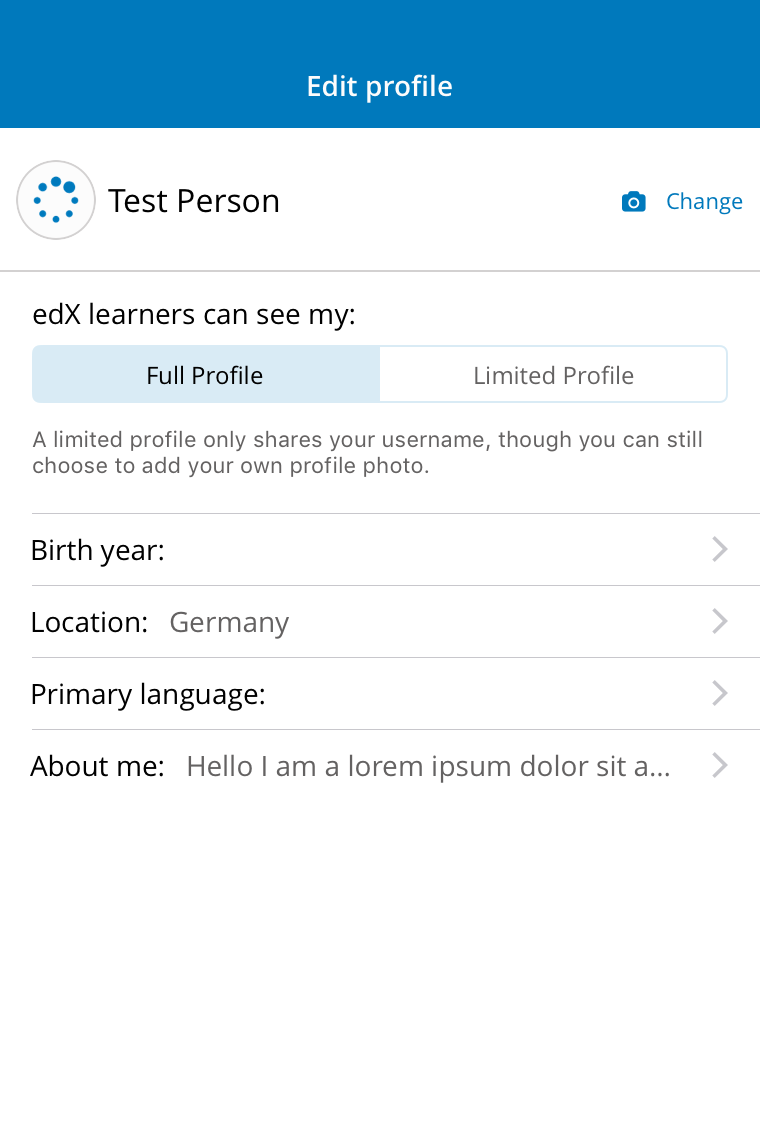 Edit profile
Test Person
Change
edX learners can see my:
Full Profile
Limited Profile
A limited profile only shares your username, though you can still
choose to add your own profile photo.
Birth year:
Location: Germany
Primary language:
About me: Hello I am a lorem ipsum dolor sit a...